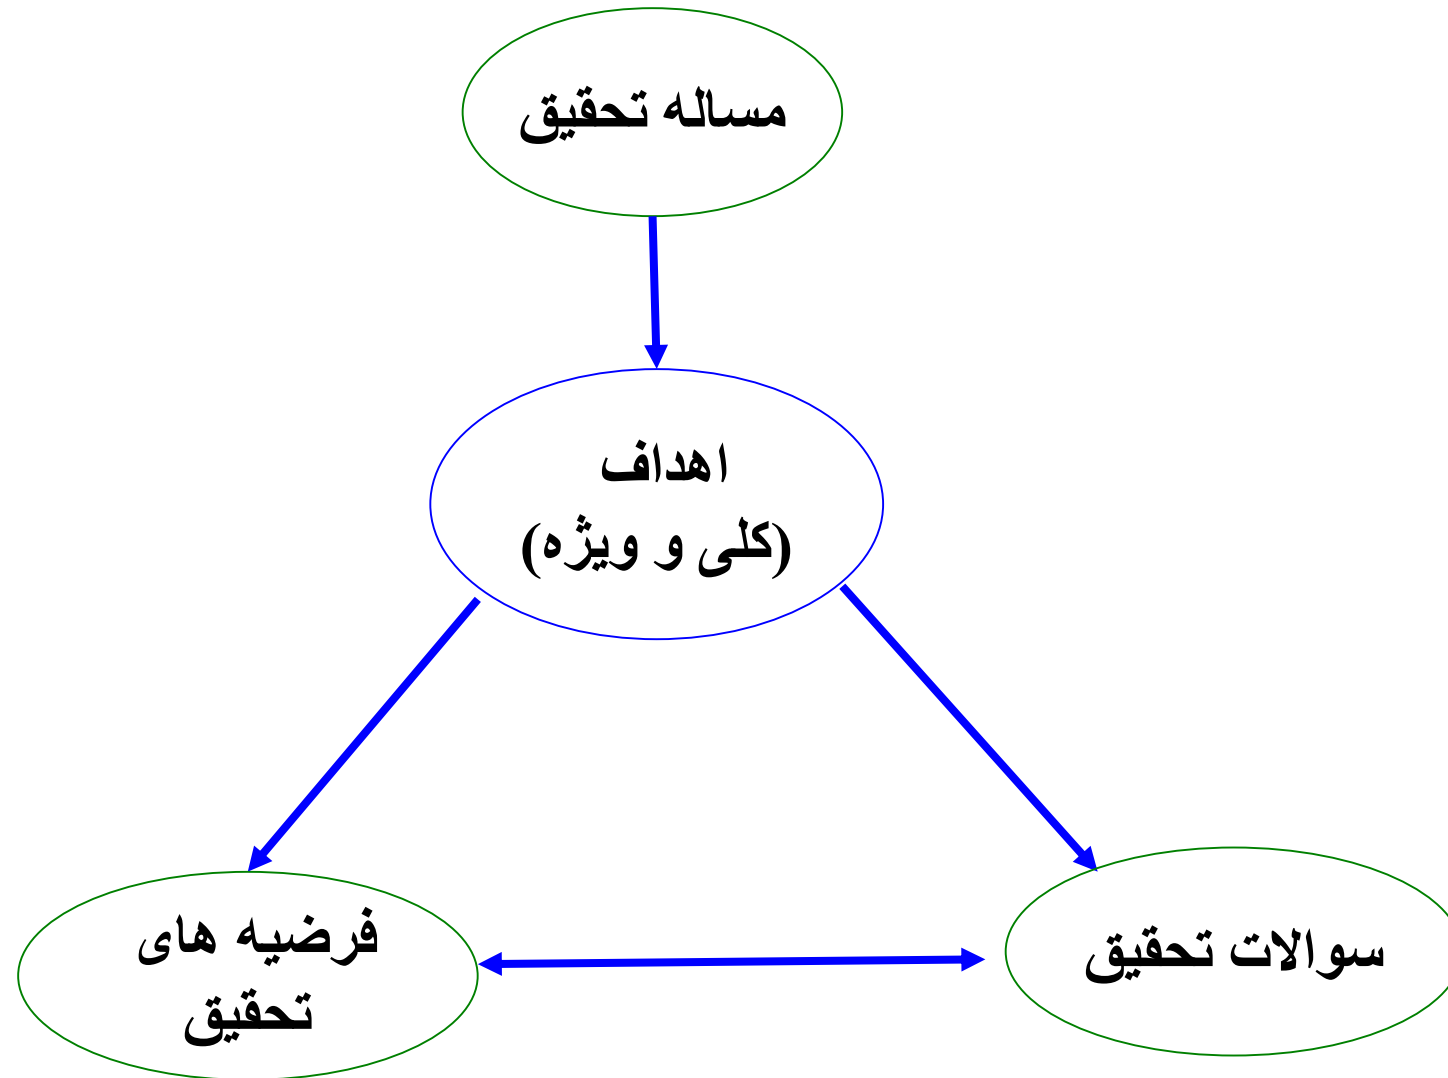 مساله تحقیق
اهداف
(کلی و ویژه)
سوالات تحقیق
فرضیه های
تحقیق